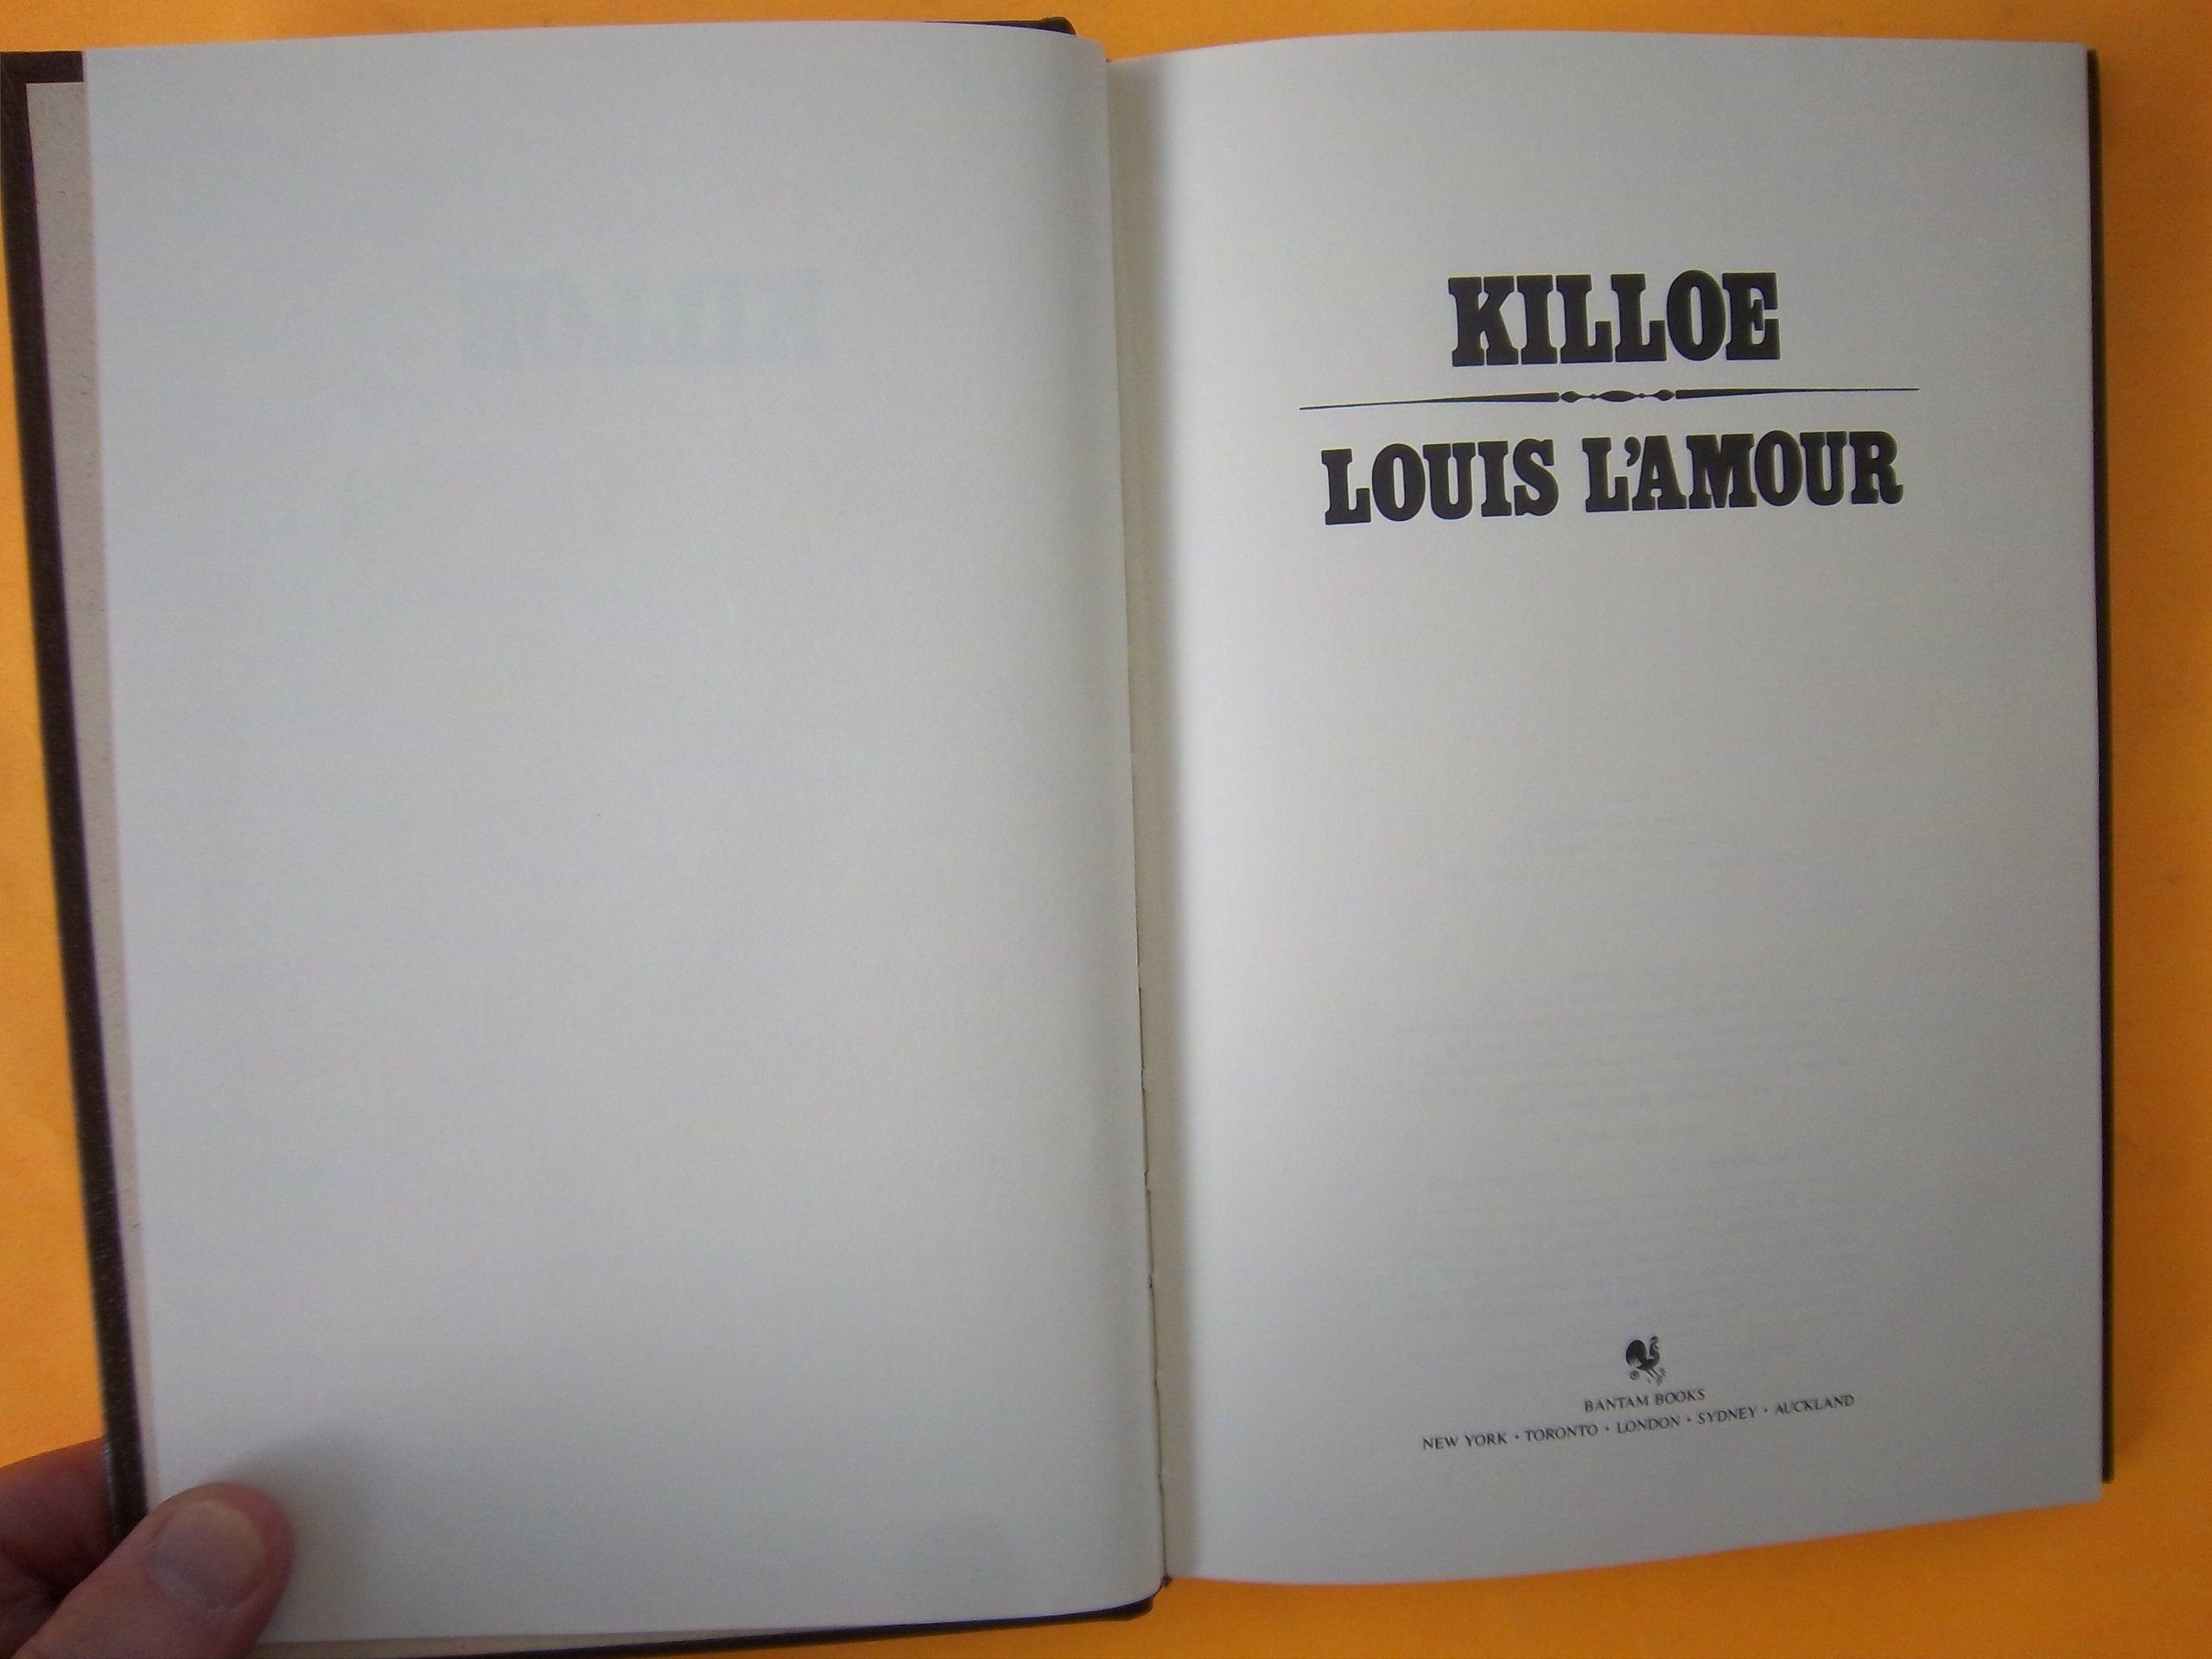 KILLOE
LOUIS L'AMOUR
BANTAM BOOKS
NEW YORK • TORONTO • LONDON • SYDNEY • AUCKLAND